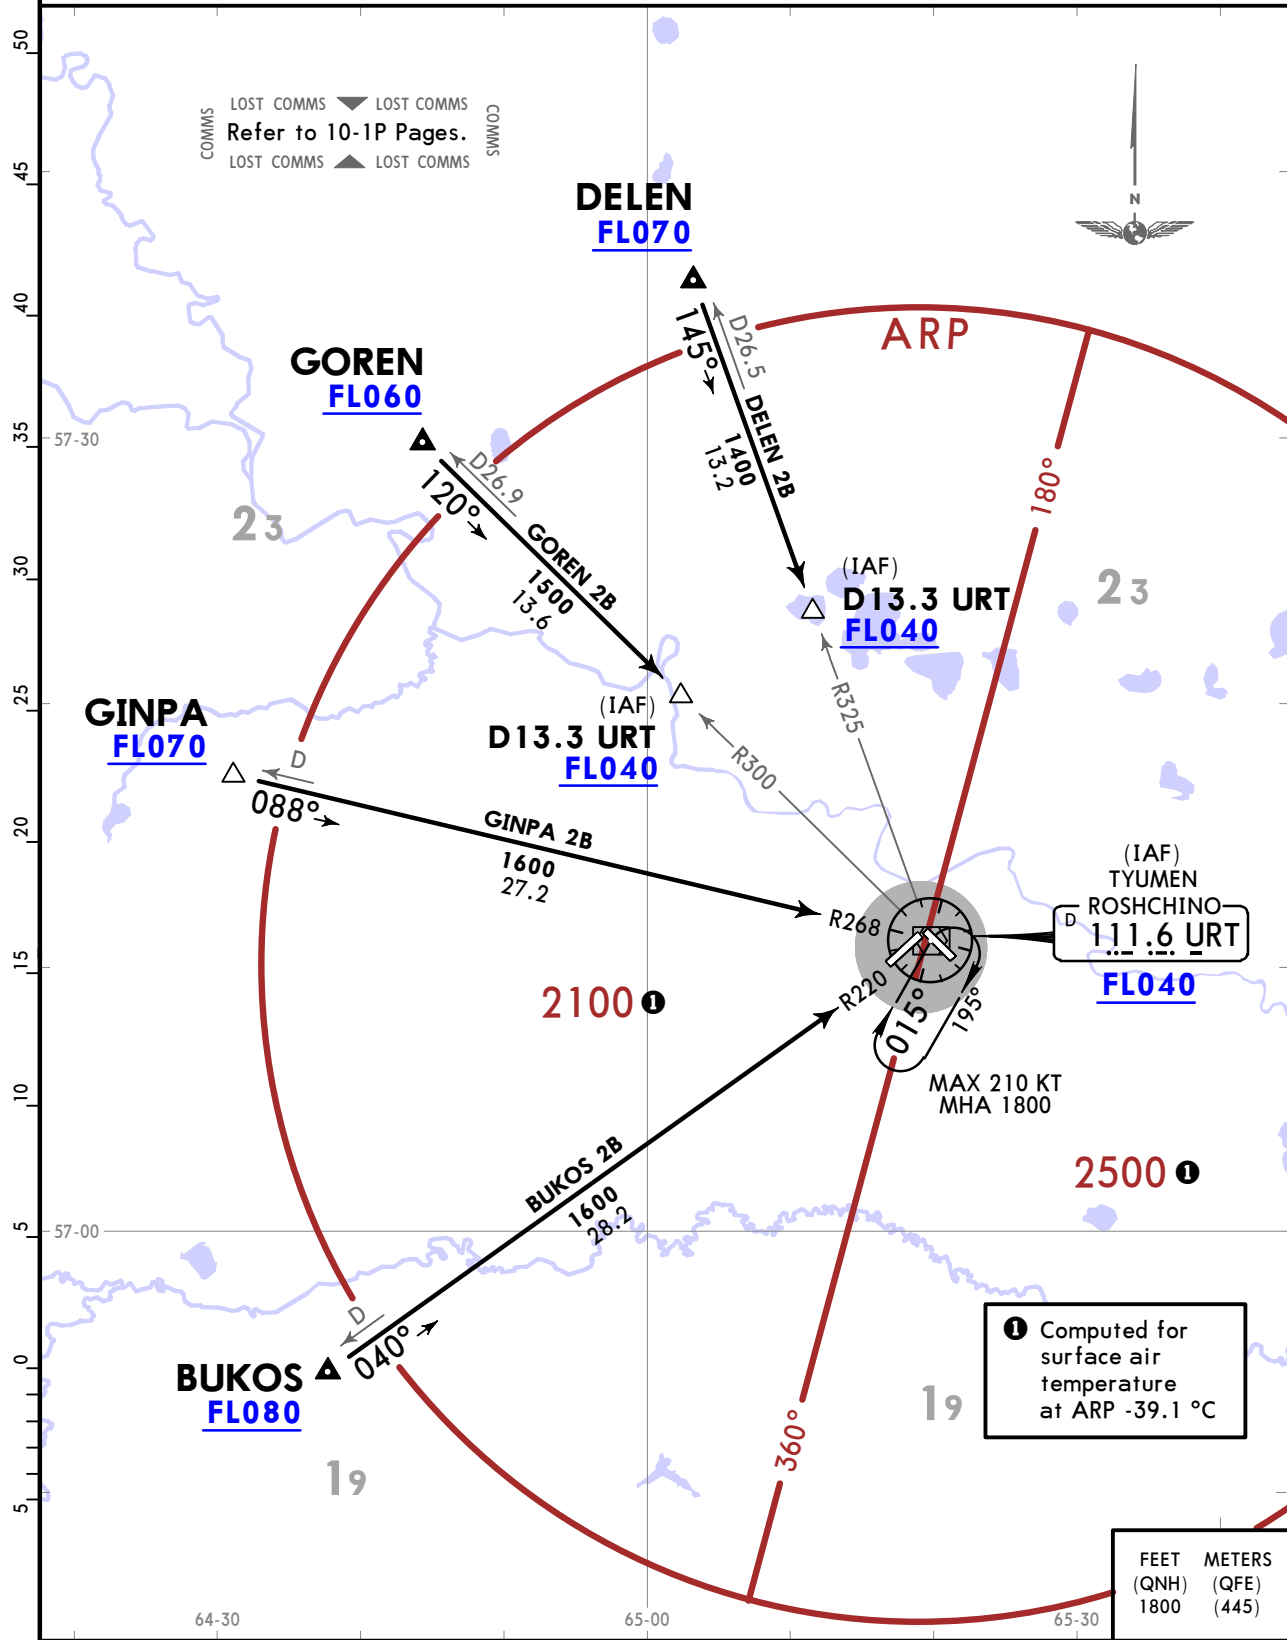 50
45
40
35
30
25
20
15
10
5
0
5
LOST COMMS LOST COMMS
COMMS
Refer to 10-1P Pages.
COMMS
LOST COMMS LOST COMMS
N
DELEN
FL070
145°
D26.5
DELEN 2B
1400
13.2
ARP
180°
GOREN
FL060
57-30
120°
D26.9
GOREN 2B
1500
13.6
23
23
(IAF)
D13.3 URT
FL040
R325
(IAF)
D13.3 URT
FL040
R300
GINPA
FL070
D
088°
GINPA 2B
1600
27.2
R268
(IAF)
TYUMEN
ROSHCHINO
D
111.6 URT
FL040
2100 1
R220
015°
195°
MAX 210 KT
MHA 1800
2500 1
BUKOS 2B
1600
28.2
57-00
D
040°
BUKOS
FL080
1 Computed for
surface air
temperature
at ARP -39.1 °C
19
19
360°
FEET METERS
(QNH) (QFE)
1800 (445)
64-30
65-00
65-30